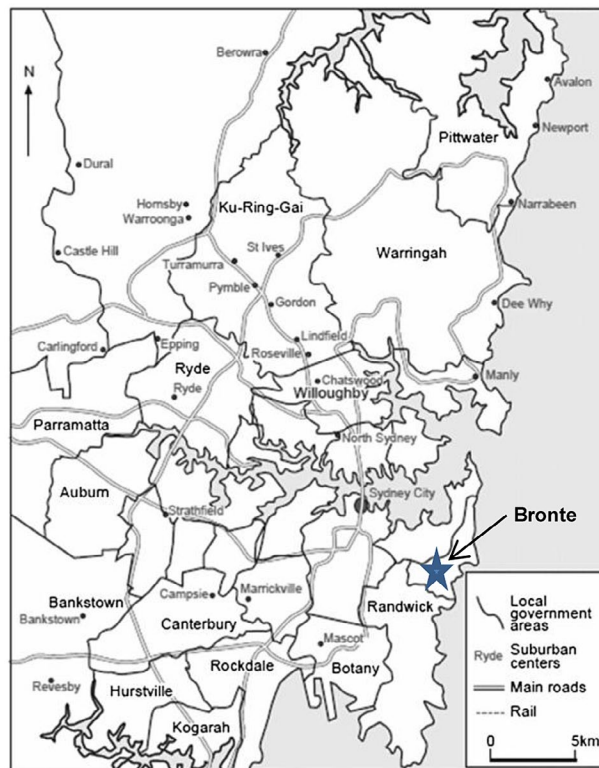 Berowra
N
Avalon
Pittwater
Newport
Dural
Hornsby
Warroonga
Ku-Ring-Gai
Narrabeen
Castle Hill
St Ives
Turramurra
Warringah
Pymble
Gordon
Dee Why
Lindfield
Epping
Carlingford
Roseville
Ryde
Chatswood
Manly
Ryde
Willoughby
Parramatta
North Sydney
Auburn
Sydney City
Strathfield
Bronte
Bankstown
Campsie
Marrickville
Randwick
Bankstown
Canterbury
Mascot
Rockdale
Botany
Revesby
Hurstville
Kogarah
Local
government
areas
Ryde
Suburban
centers
Main roads
Rail
0 5km